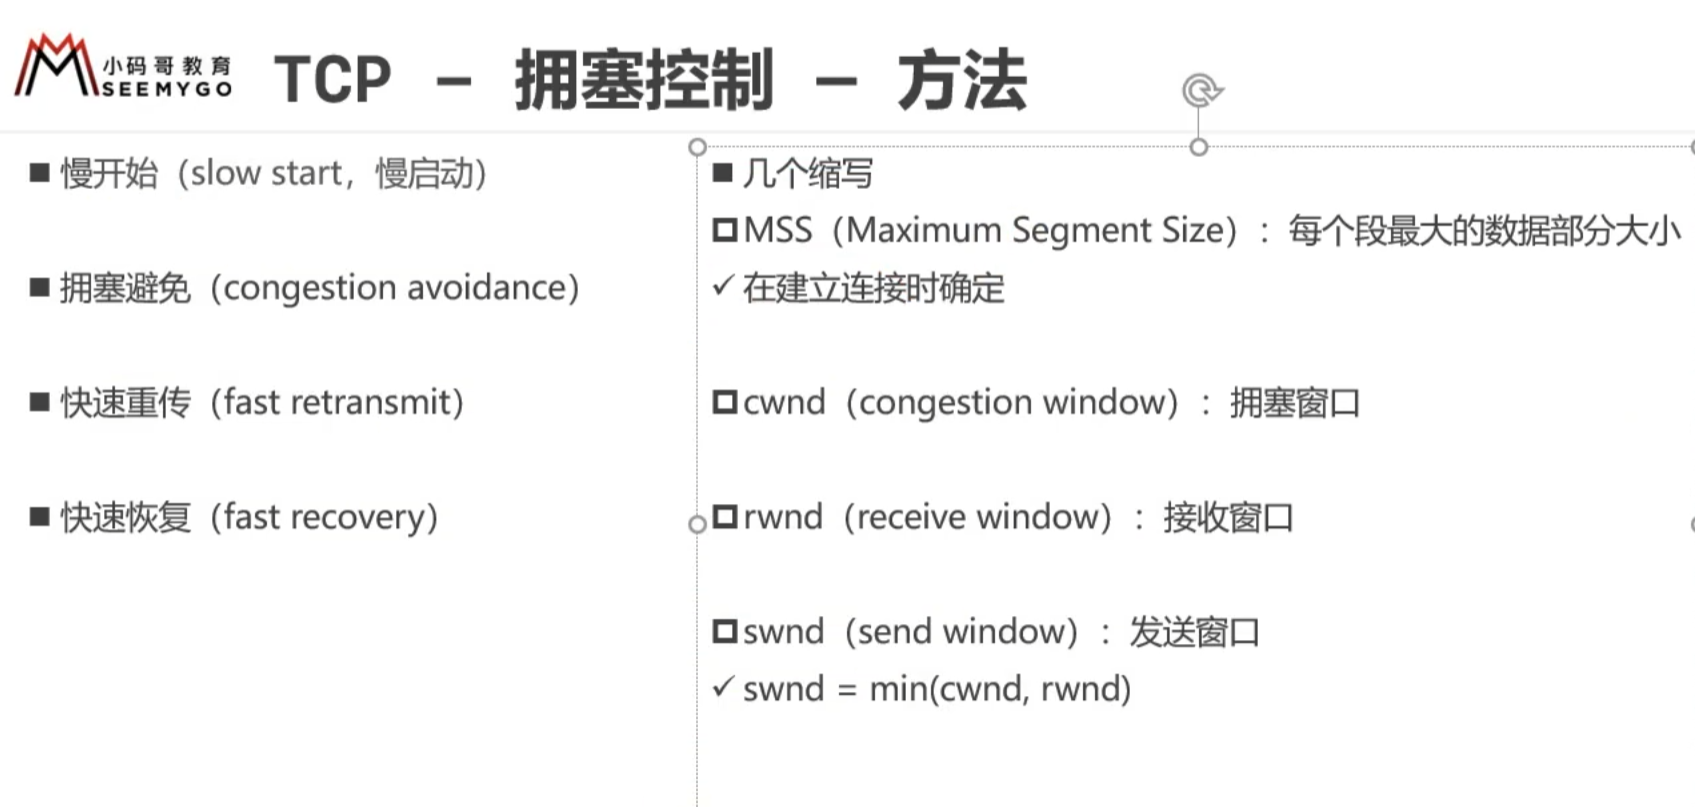 小码哥教育
SEEMYGO
TCP - 拥塞控制 - 方法
■ 慢开始（slow start，慢启动）
■ 拥塞避免（congestion avoidance）
■ 快速重传（fast retransmit）
■ 快速恢复（fast recovery）
■ 几个缩写
□ MSS（Maximum Segment Size）：每个段最大的数据部分大小
✓ 在建立连接时确定
□ cwnd（congestion window）：拥塞窗口
□ rwnd（receive window）：接收窗口
□ swnd（send window）：发送窗口
✓ swnd = min(cwnd, rwnd)